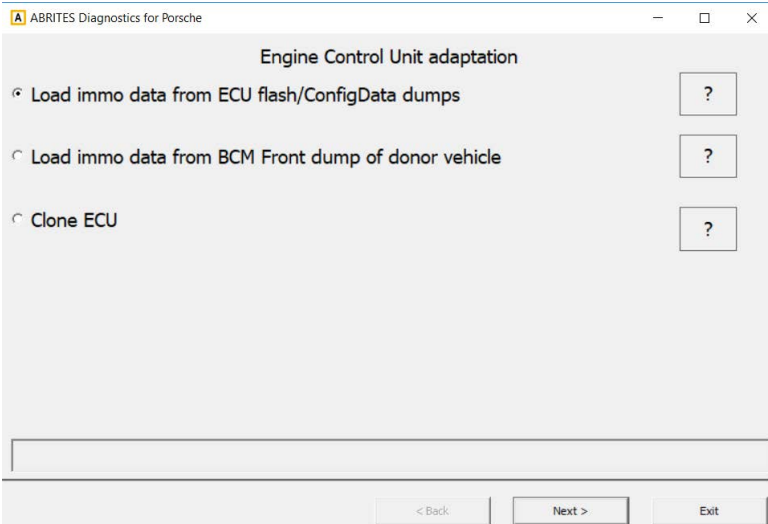 A ABRITES Diagnostics for Porsche
Engine Control Unit adaptation
Load immo data from ECU flash/ConfigData dumps
?
Load immo data from BCM Front dump of donor vehicle
?
Clone ECU
?
< Back
Next >
Exit